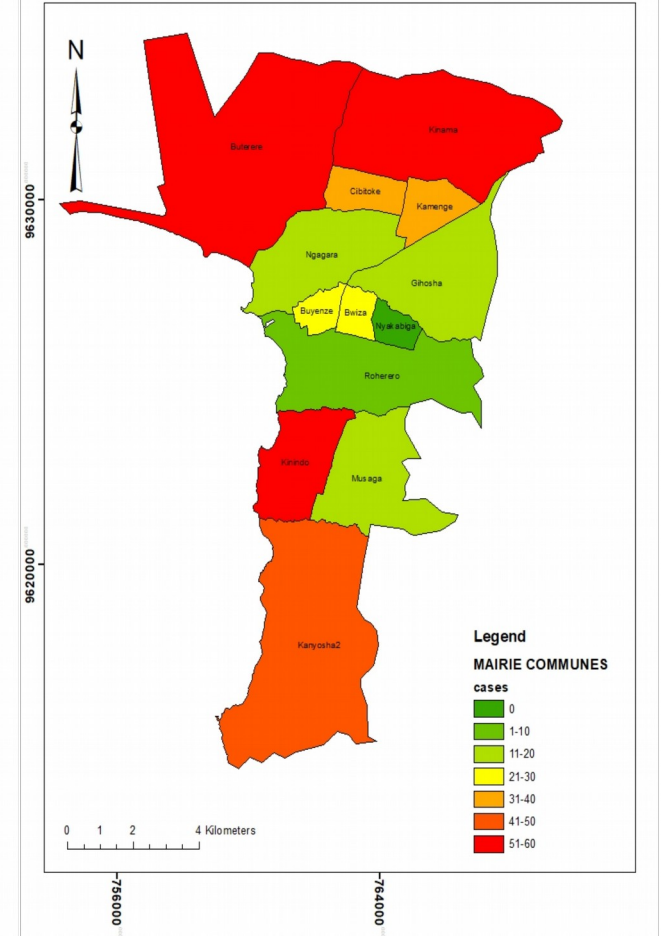 N
Buterere
Kinama
Cibitoke
Kamenge
Ngagara
Gihosha
Buyenze
Bwiza
Nyakabiga
Roherero
Kinindo
Musaga
Kanyosha2
9630000
9620000
Legend
MAIRIE COMMUNES
cases
0
1-10
11-20
21-30
31-40
41-50
51-60
0 1 2 4 Kilometers
756000
764000